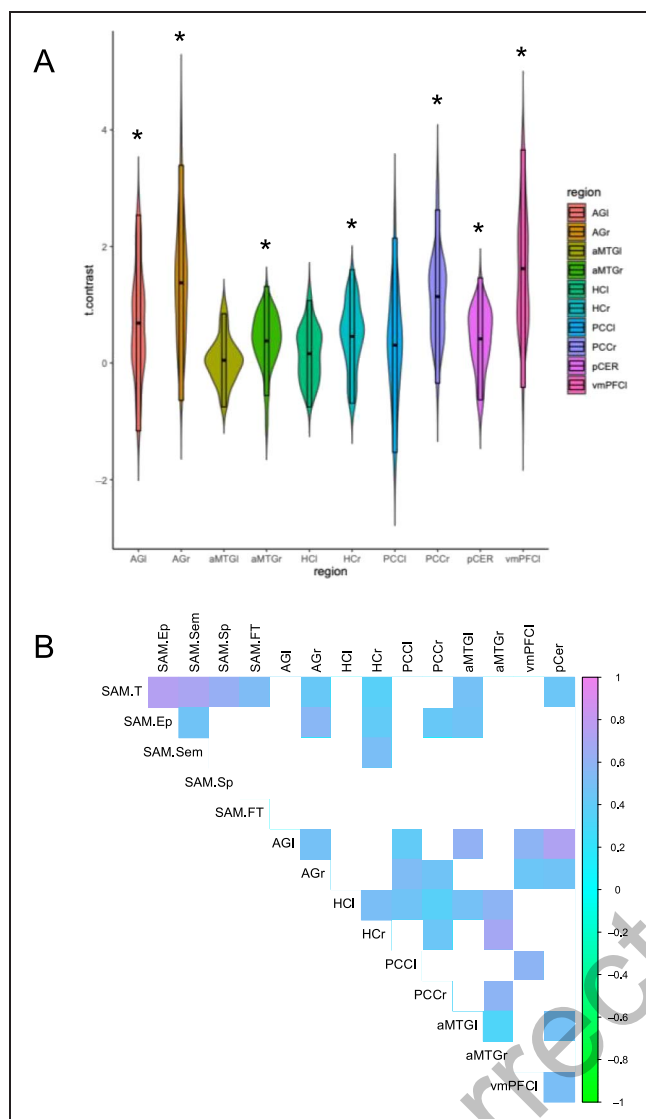 A
*
*
*
*
*
*
*
4
2
0
−2
t.contrast
AGl
AGr
aMTGl
aMTGr
HCl
HCr
PCCl
PCCr
pCER
vmPFCl
region
region
AGl
AGr
aMTGl
aMTGr
HCl
HCr
PCCl
PCCr
pCER
vmPFCl
B
SAM.Ep
SAM.Sem
SAM.Sp
SAM.FT
AGl
AGr
HCl
HCr
PCCl
PCCr
aMTGl
aMTGr
vmPFCl
pCer
SAM.T
SAM.Ep
SAM.Sem
SAM.Sp
SAM.FT
AGl
AGr
HCl
HCr
PCCl
PCCr
aMTGl
aMTGr
vmPFCl
1
0.8
0.6
0.4
0.2
0
−0.2
−0.4
−0.6
−0.8
−1
rrect